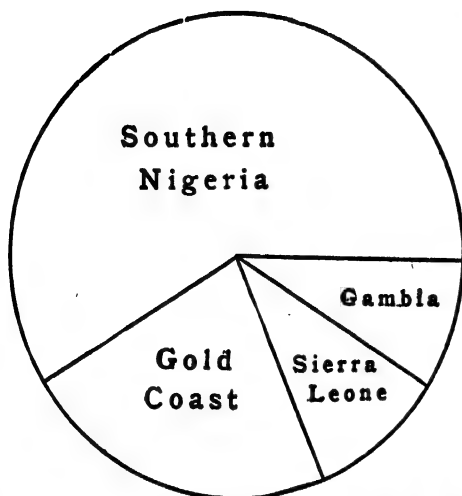 Southern
Nigeria
Gambia
Gold
Coast
Sierra
Leone